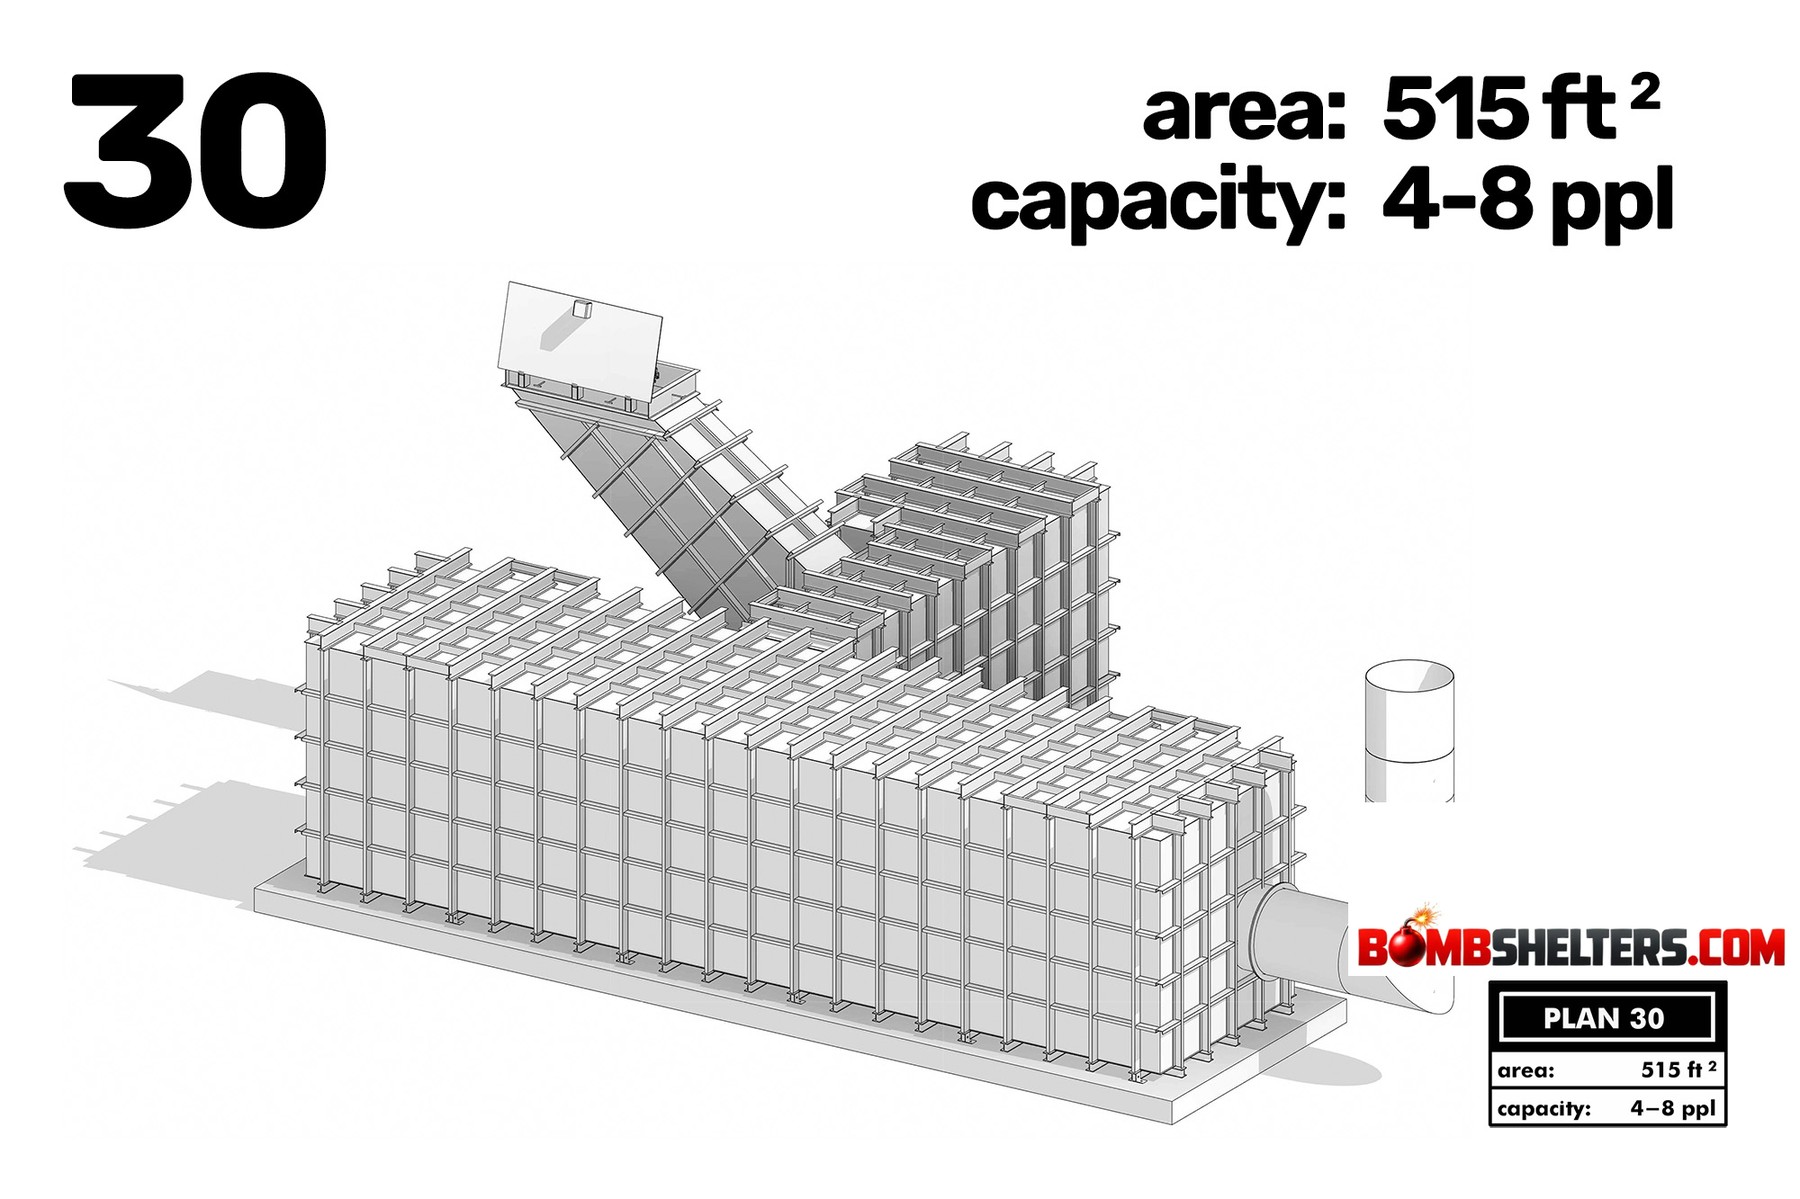 30
area: 515 ft²
capacity: 4-8 ppl
BOMBSHELTERS.COM
PLAN 30
area: 515 ft²
capacity: 4–8 ppl